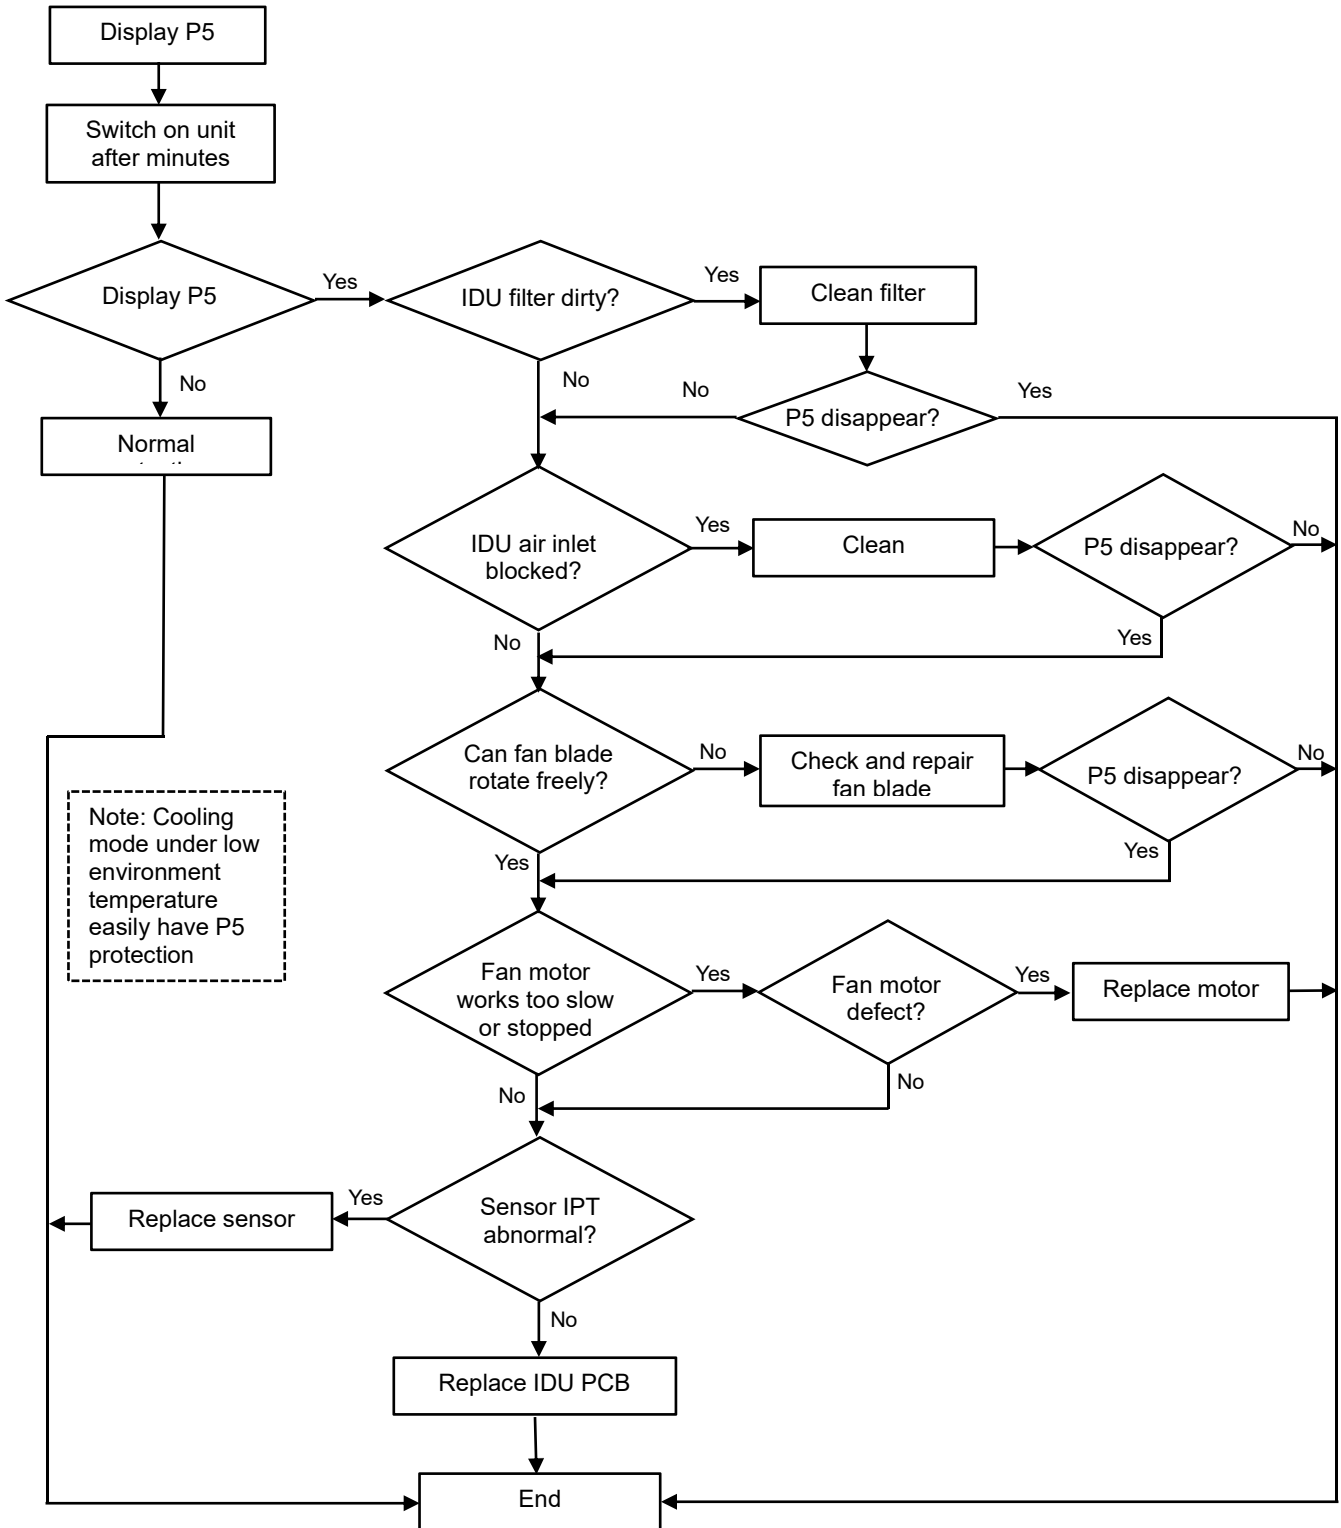 Display P5
Switch on unit
after minutes
Display P5
Yes
IDU filter dirty?
Yes
Clean filter
No
No
No
Yes
P5 disappear?
Normal
IDU air inlet
blocked?
Yes
Clean
P5 disappear?
No
No
Yes
Can fan blade
rotate freely?
No
Check and repair
fan blade
P5 disappear?
No
Note: Cooling
mode under low
environment
temperature
easily have P5
protection
Yes
Yes
Fan motor
works too slow
or stopped
Yes
Fan motor
defect?
Yes
Replace motor
No
No
Sensor IPT
abnormal?
Yes
Replace sensor
No
Replace IDU PCB
End